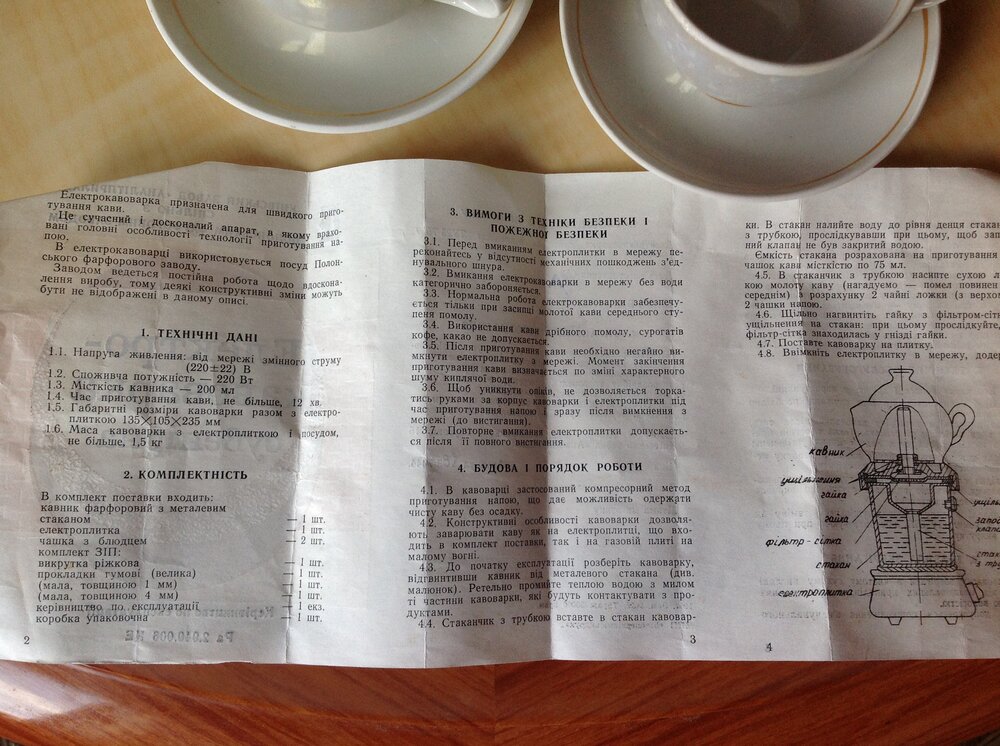 Електрокавоварка призначена для швидкого приго-
тування кави.
Це сучасний і досконалий апарат, в якому врахо-
вані головні особливості технології приготування на-
пою.
В електрокавоварці використовується посуд Полон-
ського фарфорового заводу.
Заводом ведеться постійна робота щодо вдоскона-
лення виробу, тому деякі конструктивні зміни можуть
бути не відображені в даному описі.
1. ТЕХНІЧНІ ДАНІ
1.1. Напруга живлення: від мережі змінного струму
(220±22) В
1.2. Споживча потужність — 220 Вт
1.3. Місткість кавника — 200 мл
1.4. Час приготування кави, не більше, 12 хв.
1.5. Габаритні розміри кавоварки разом з електро-
плиткою 135×105×235 мм
1.6. Маса кавоварки з електроплиткою і посудом,
не більше, 1,5 кг
2. КОМПЛЕКТНІСТЬ
В комплект поставки входить:
кавник фарфоровий з металевим
стаканом — 1 шт.
електроплитка — 1 шт.
чашка з блюдцем — 2 шт.
комплект ЗІП:
викрутка ріжкова — 1 шт.
прокладки гумові (велика) — 1 шт.
(мала, товщиною 1 мм) — 1 шт.
(мала, товщиною 4 мм) — 1 шт.
керівництво по експлуатації — 1 екз.
коробка упаковочна — 1 шт.
2
3. ВИМОГИ З ТЕХНІКИ БЕЗПЕКИ І
ПОЖЕЖНОЇ БЕЗПЕКИ
3.1. Перед вмиканням електроплитки в мережу пе-
реконайтесь у відсутності механічних пошкоджень з'єд-
нувального шнура.
3.2. Вмикання електрокавоварки в мережу без води
категорично забороняється.
3.3. Нормальна робота електрокавоварки забезпечу-
ється тільки при засипці молотої кави середнього сту-
пеня помолу.
3.4. Використання кави дрібного помолу, сурогатів
кофе, какао не допускається.
3.5. Після приготування кави необхідно негайно ви-
мкнути електроплитку з мережі. Момент закінчення
приготування кави визначається по зміні характерного
шуму киплячої води.
3.6. Щоб уникнути опіків, не дозволяється торка-
тись руками за корпус кавоварки і електроплитки під
час приготування напою і зразу після вимкнення з
мережі (до вистигання).
3.7. Повторне вмикання електроплитки допускаєть-
ся після її повного вистигання.
4. БУДОВА І ПОРЯДОК РОБОТИ
4.1. В кавоварці застосований компресорний метод
приготування напою, що дає можливість одержати
чисту каву без осадку.
4.2. Конструктивні особливості кавоварки дозволя-
ють заварювати каву як на електроплитці, що вхо-
дить в комплект поставки, так і на газовій плиті на
малому вогні.
4.3. До початку експлуатації розберіть кавоварку,
відгвинтивши кавник від металевого стакана (див.
малюнок). Ретельно промийте теплою водою з милом
ті частини кавоварки, які будуть контактувати з про-
дуктами.
4.4. Стаканчик з трубкою вставте в стакан кавовар-
3
ки. В стакан налийте воду до рівня денця стакан
з трубкою, прослідкувавши при цьому, щоб зап
ний клапан не був закритий водою.
Ємкість стакана розрахована на приготування
чашок кави місткістю по 75 мл.
4.5. В стаканчик з трубкою насипте сухою л
кою молоту каву (нагадуємо — помел повинен
середнім) з розрахунку 2 чайні ложки (з верхо
2 чашки напою.
4.6. Щільно нагвинтіть гайку з фільтром-сіт
ущільнення на стакан: при цьому прослідкуйте,
фільтр-сітка знаходилась у гнізді гайки.
4.7. Поставте кавоварку на плитку.
4.8. Ввімкніть електроплитку в мережу, додер
кавник
ущільнення
гайка
гайка
фільтр-сітка
стакан
електроплитка
ущіль
запо
клапа
стак
з тр
4